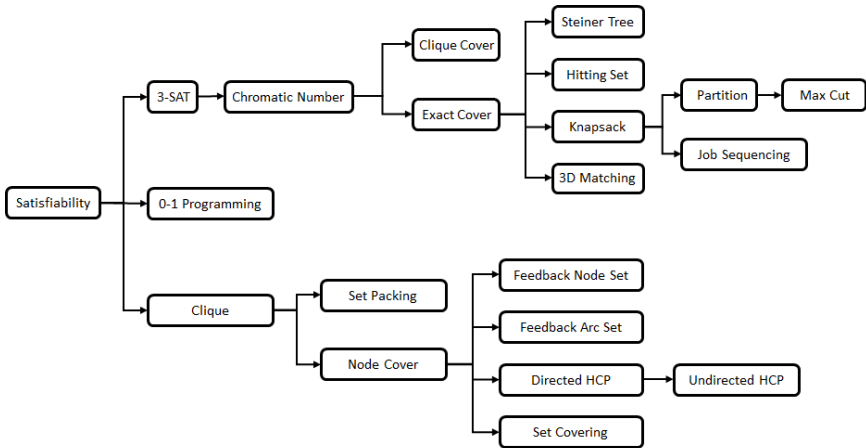 Steiner Tree
Clique Cover
Hitting Set
3-SAT
Chromatic Number
Partition
Max Cut
Exact Cover
Knapsack
Job Sequencing
3D Matching
Satisfiability
0-1 Programming
Feedback Node Set
Clique
Set Packing
Feedback Arc Set
Node Cover
Directed HCP
Undirected HCP
Set Covering